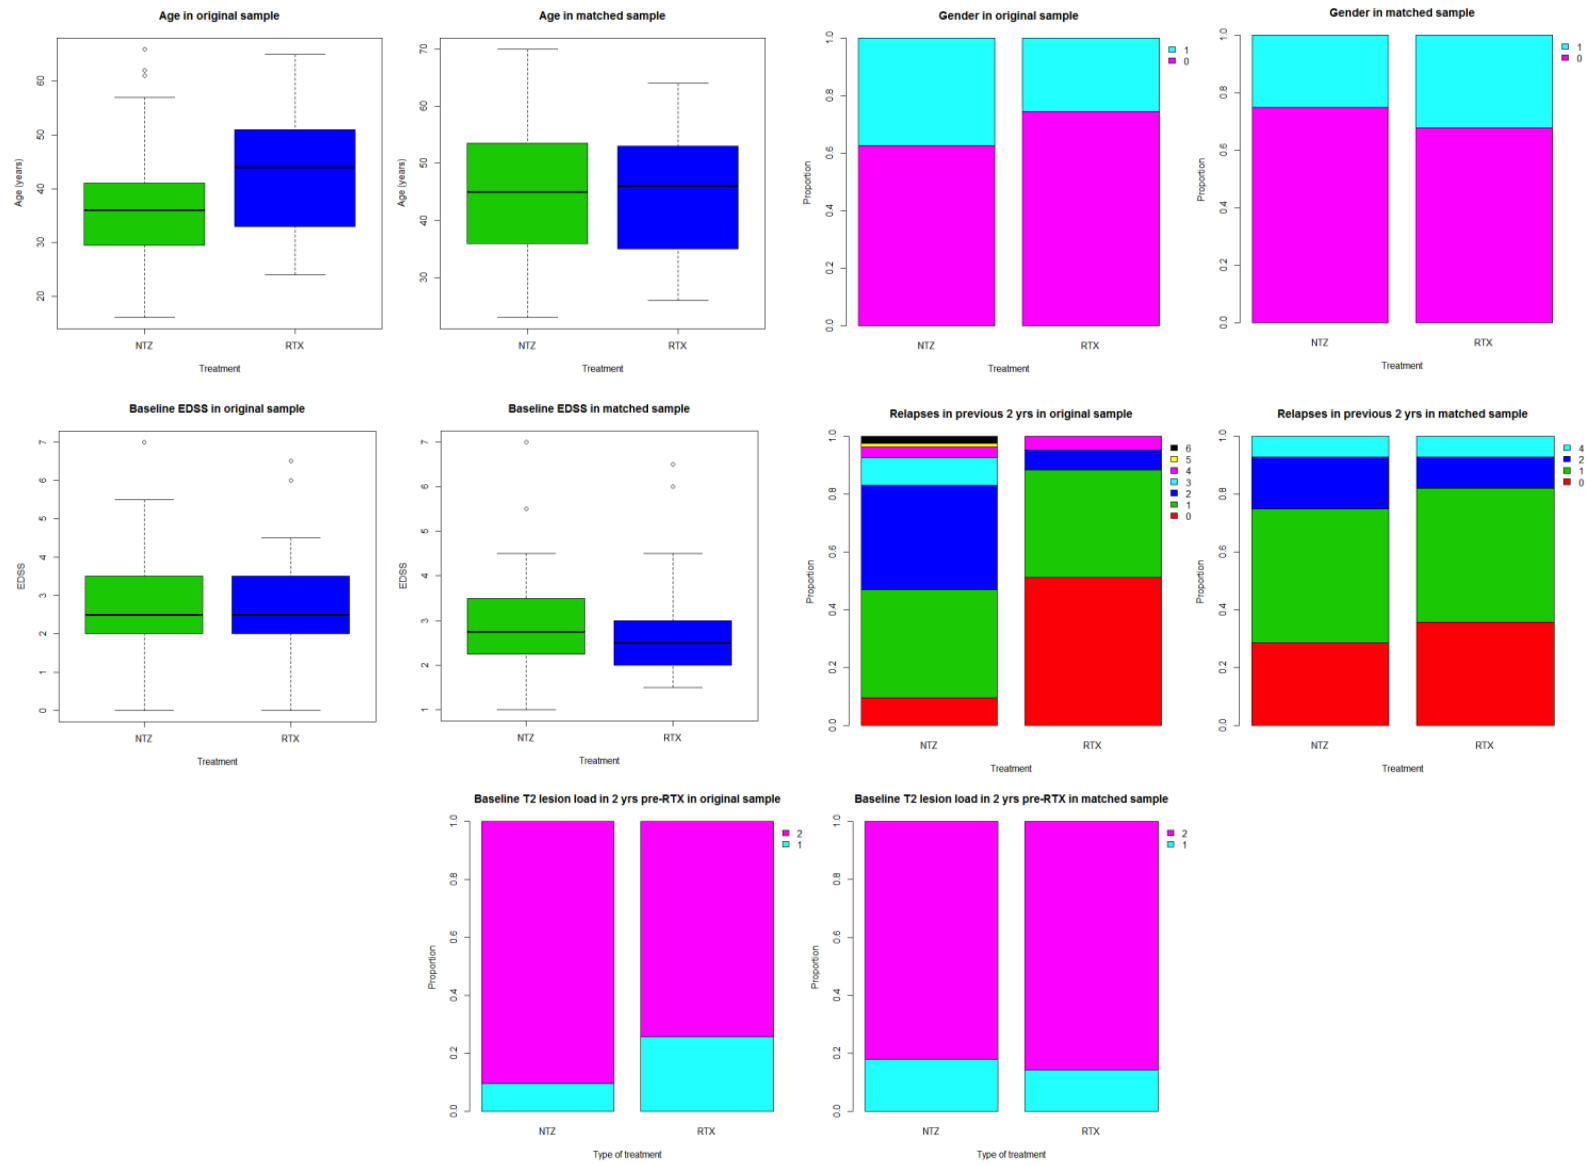 Age in original sample
Age (years)
60
50
40
30
20
NTZ RTX
Treatment
Age in matched sample
Age (years)
70
60
50
40
30
NTZ RTX
Treatment
Gender in original sample
Proportion
1.0
0.8
0.6
0.4
0.2
0.0
1
0
NTZ RTX
Treatment
Gender in matched sample
Proportion
1.0
0.8
0.6
0.4
0.2
0.0
1
0
NTZ RTX
Treatment
Baseline EDSS in original sample
EDSS
7
6
5
4
3
2
1
0
NTZ RTX
Treatment
Baseline EDSS in matched sample
EDSS
7
6
5
4
3
2
1
NTZ RTX
Treatment
Relapses in previous 2 yrs in original sample
Proportion
1.0
0.8
0.6
0.4
0.2
0.0
6
5
4
3
2
1
0
NTZ RTX
Treatment
Relapses in previous 2 yrs in matched sample
Proportion
1.0
0.8
0.6
0.4
0.2
0.0
4
2
1
0
NTZ RTX
Treatment
Baseline T2 lesion load in 2 yrs pre-RTX in original sample
Proportion
1.0
0.8
0.6
0.4
0.2
0.0
2
1
NTZ RTX
Type of treatment
Baseline T2 lesion load in 2 yrs pre-RTX in matched sample
Proportion
1.0
0.8
0.6
0.4
0.2
0.0
2
1
NTZ RTX
Type of treatment